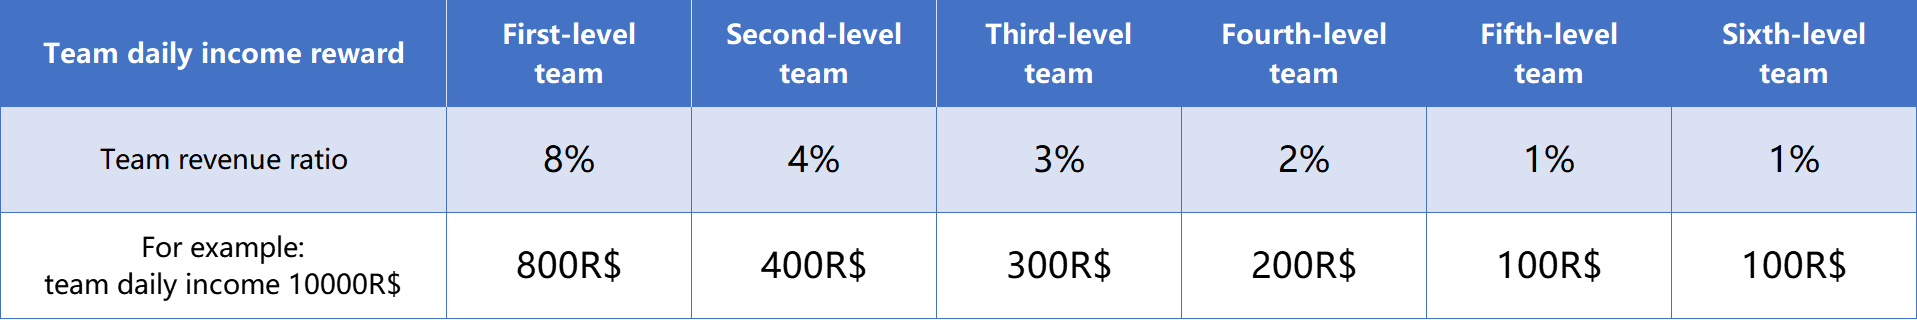 Team daily income reward
First-level
team
Second-level
team
Third-level
team
Fourth-level
team
Fifth-level
team
Sixth-level
team
Team revenue ratio
8%
4%
3%
2%
1%
1%
For example:
team daily income 10000R$
800R$
400R$
300R$
200R$
100R$
100R$